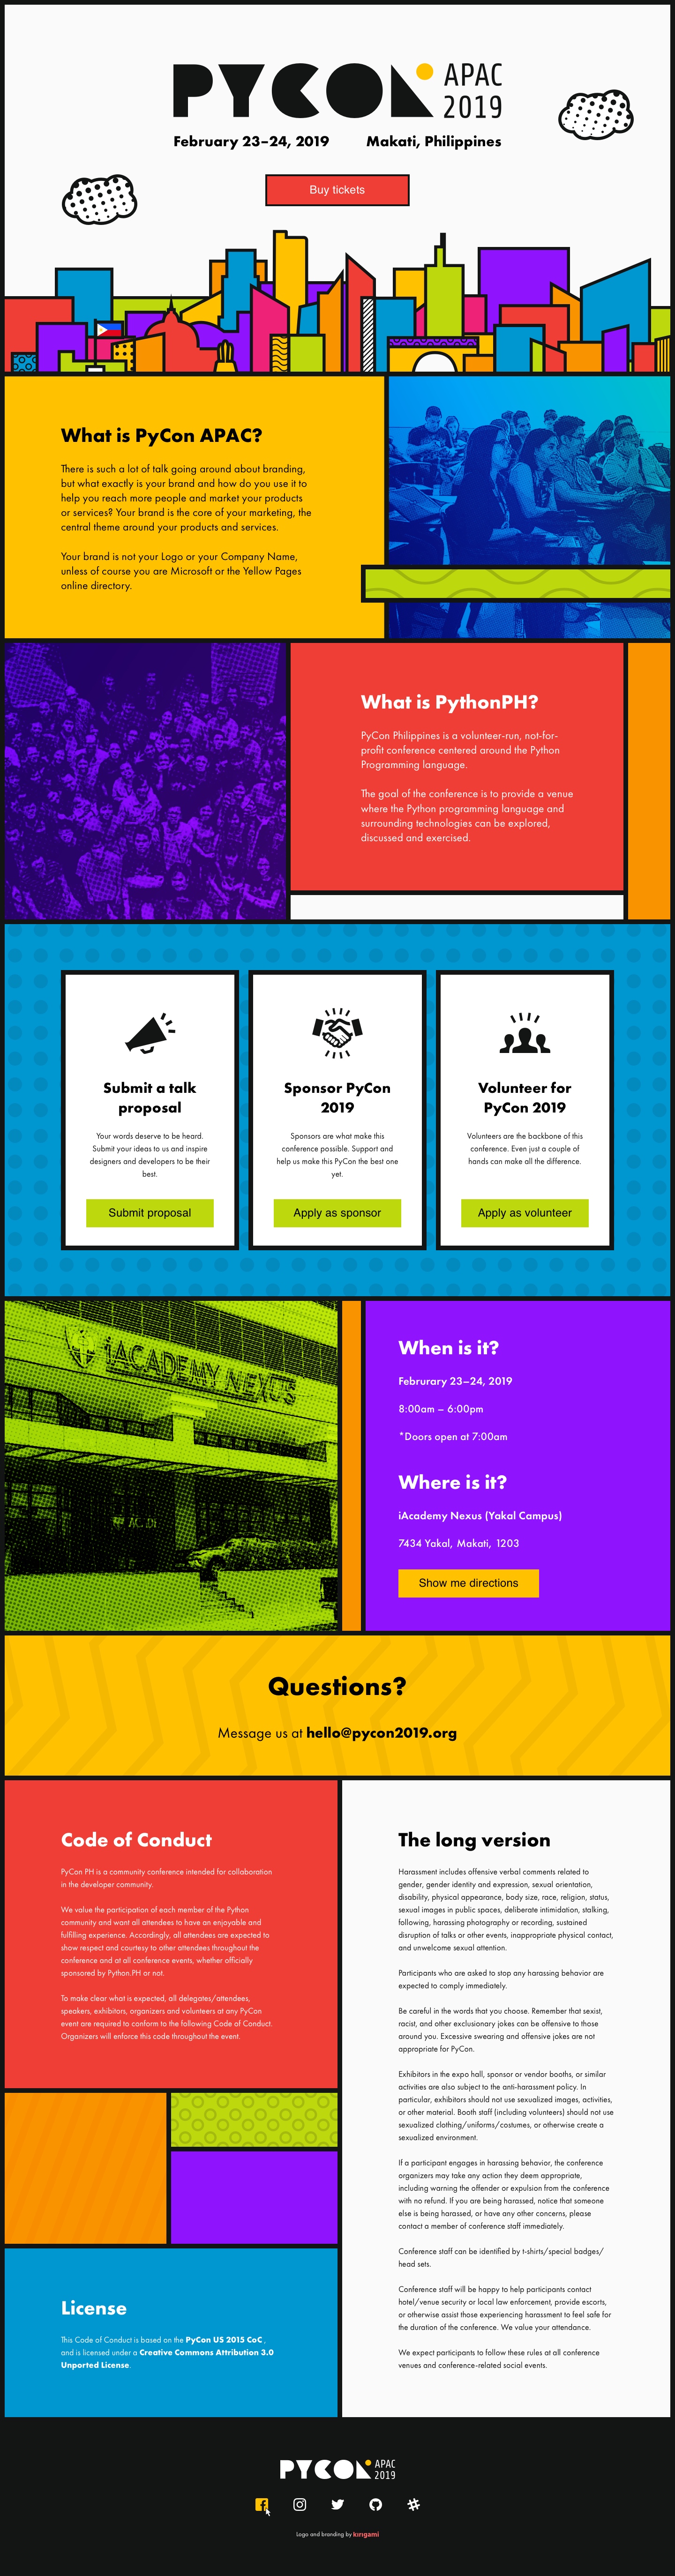 PYCON APAC
2019
February 23–24, 2019 Makati, Philippines
Buy tickets
What is PyCon APAC?
There is such a lot of talk going around about branding,
but what exactly is your brand and how do you use it to
help you reach more people and market your products
or services? Your brand is the core of your marketing, the
central theme around your products and services.
Your brand is not your Logo or your Company Name,
unless of course you are Microsoft or the Yellow Pages
online directory.
What is PythonPH?
PyCon Philippines is a volunteer-run, not-for-
profit conference centered around the Python
Programming language.
The goal of the conference is to provide a venue
where the Python programming language and
surrounding technologies can be explored,
discussed and exercised.
Submit a talk
proposal
Your words deserve to be heard.
Submit your ideas to us and inspire
designers and developers to be their
best.
Submit proposal
Sponsor PyCon
2019
Sponsors are what make this
conference possible. Support and
help us make this PyCon the best one
yet.
Apply as sponsor
Volunteer for
PyCon 2019
Volunteers are the backbone of this
conference. Even just a couple of
hands can make all the difference.
Apply as volunteer
iACADEMY NEXUS
When is it?
Februrary 23–24, 2019
8:00am – 6:00pm
*Doors open at 7:00am
Where is it?
iAcademy Nexus (Yakal Campus)
7434 Yakal, Makati, 1203
Show me directions
Questions?
Message us at hello@pycon2019.org
Code of Conduct
PyCon PH is a community conference intended for collaboration
in the developer community.
We value the participation of each member of the Python
community and want all attendees to have an enjoyable and
fulfilling experience. Accordingly, all attendees are expected to
show respect and courtesy to other attendees throughout the
conference and at all conference events, whether officially
sponsored by Python.PH or not.
To make clear what is expected, all delegates/attendees,
speakers, exhibitors, organizers and volunteers at any PyCon
event are required to conform to the following Code of Conduct.
Organizers will enforce this code throughout the event.
The long version
Harassment includes offensive verbal comments related to
gender, gender identity and expression, sexual orientation,
disability, physical appearance, body size, race, religion, status,
sexual images in public spaces, deliberate intimidation, stalking,
following, harassing photography or recording, sustained
disruption of talks or other events, inappropriate physical contact,
and unwelcome sexual attention.
Participants who are asked to stop any harassing behavior are
expected to comply immediately.
Be careful in the words that you choose. Remember that sexist,
racist, and other exclusionary jokes can be offensive to those
around you. Excessive swearing and offensive jokes are not
appropriate for PyCon.
Exhibitors in the expo hall, sponsor or vendor booths, or similar
activities are also subject to the anti-harassment policy. In
particular, exhibitors should not use sexualized images, activities,
or other material. Booth staff (including volunteers) should not use
sexualized clothing/uniforms/costumes, or otherwise create a
sexualized environment.
If a participant engages in harassing behavior, the conference
organizers may take any action they deem appropriate,
including warning the offender or expulsion from the conference
with no refund. If you are being harassed, notice that someone
else is being harassed, or have any other concerns, please
contact a member of conference staff immediately.
Conference staff can be identified by t-shirts/special badges/
head sets.
Conference staff will be happy to help participants contact
hotel/venue security or local law enforcement, provide escorts,
or otherwise assist those experiencing harassment to feel safe for
the duration of the conference. We value your attendance.
We expect participants to follow these rules at all conference
venues and conference-related social events.
License
This Code of Conduct is based on the PyCon US 2015 CoC ,
and is licensed under a Creative Commons Attribution 3.0
Unported License.
PYCON APAC
2019
Logo and branding by kırıgami